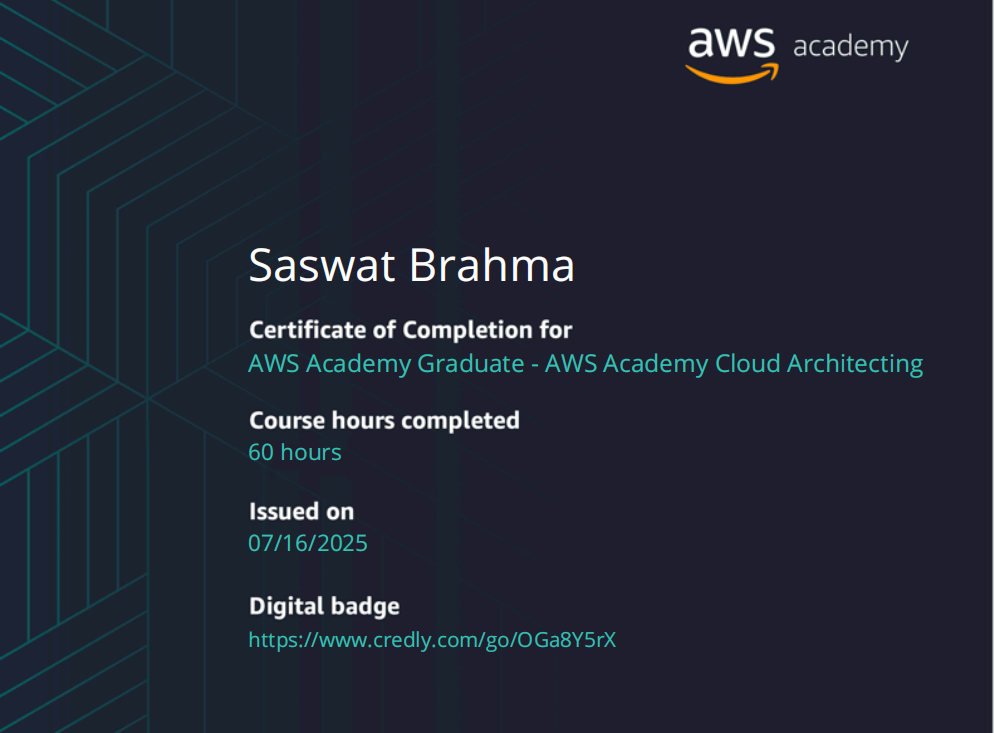 aws academy
Saswat Brahma
Certificate of Completion for
AWS Academy Graduate - AWS Academy Cloud Architecting
Course hours completed
60 hours
Issued on
07/16/2025
Digital badge
https://www.credly.com/go/OGa8Y5rX